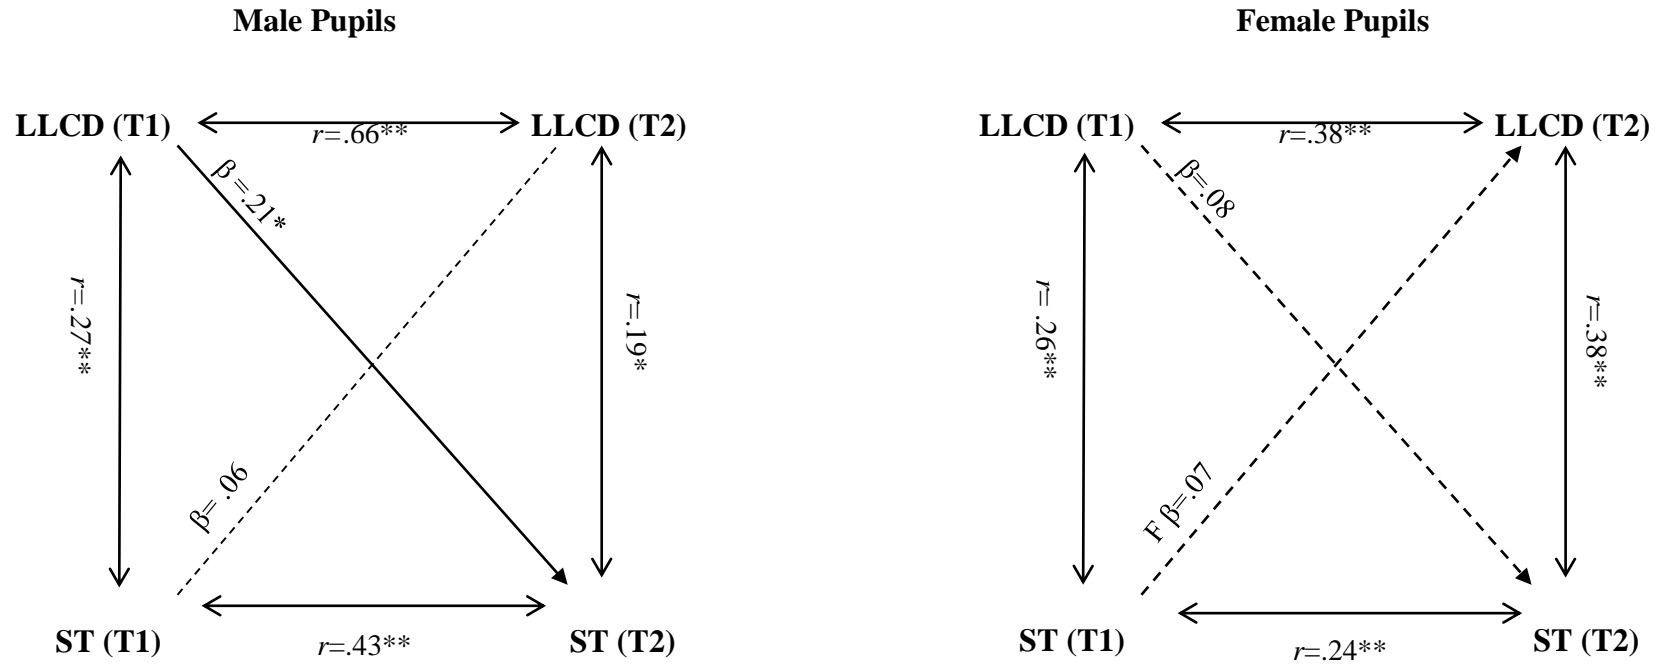 Male Pupils
LLCD (T1)
r=.66**
LLCD (T2)
β =.21*
r=.27**
r=.19*
β= .06
ST (T1)
r=.43**
ST (T2)
Female Pupils
LLCD (T1)
r=.38**
LLCD (T2)
β=.08
r= .26**
r=.38**
F β=.07
ST (T1)
r=.24**
ST (T2)